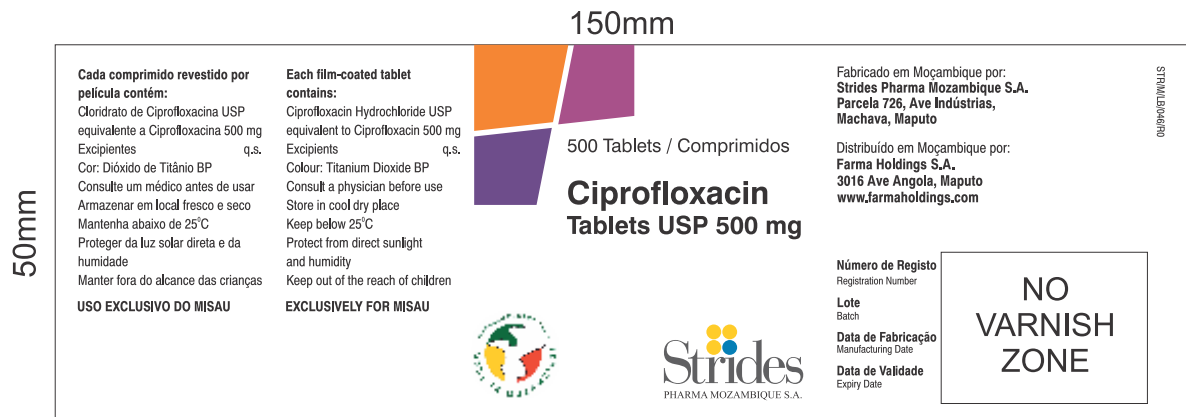 150mm
50mm
Cada comprimido revestido por
película contém:
Cloridrato de Ciprofloxacina USP
equivalente a Ciprofloxacina 500 mg
Excipientes q.s.
Cor: Dióxido de Titânio BP
Consulte um médico antes de usar
Armazenar em local fresco e seco
Mantenha abaixo de 25°C
Proteger da luz solar direta e da
humidade
Manter fora do alcance das crianças
USO EXCLUSIVO DO MISAU
Each film-coated tablet
contains:
Ciprofloxacin Hydrochloride USP
equivalent to Ciprofloxacin 500 mg
Excipients q.s.
Colour: Titanium Dioxide BP
Consult a physician before use
Store in cool dry place
Keep below 25°C
Protect from direct sunlight
and humidity
Keep out of the reach of children
EXCLUSIVELY FOR MISAU
500 Tablets / Comprimidos
Ciprofloxacin
Tablets USP 500 mg
Strides
PHARMA MOZAMBIQUE S.A.
Fabricado em Moçambique por:
Strides Pharma Mozambique S.A.
Parcela 726, Ave Indústrias,
Machava, Maputo
Distribuído em Moçambique por:
Farma Holdings S.A.
3016 Ave Angola, Maputo
www.farmaholdings.com
Número de Registo
Registration Number
Lote
Batch
Data de Fabricação
Manufacturing Date
Data de Validade
Expiry Date
NO
VARNISH
ZONE
STR/M/LB/046/R0